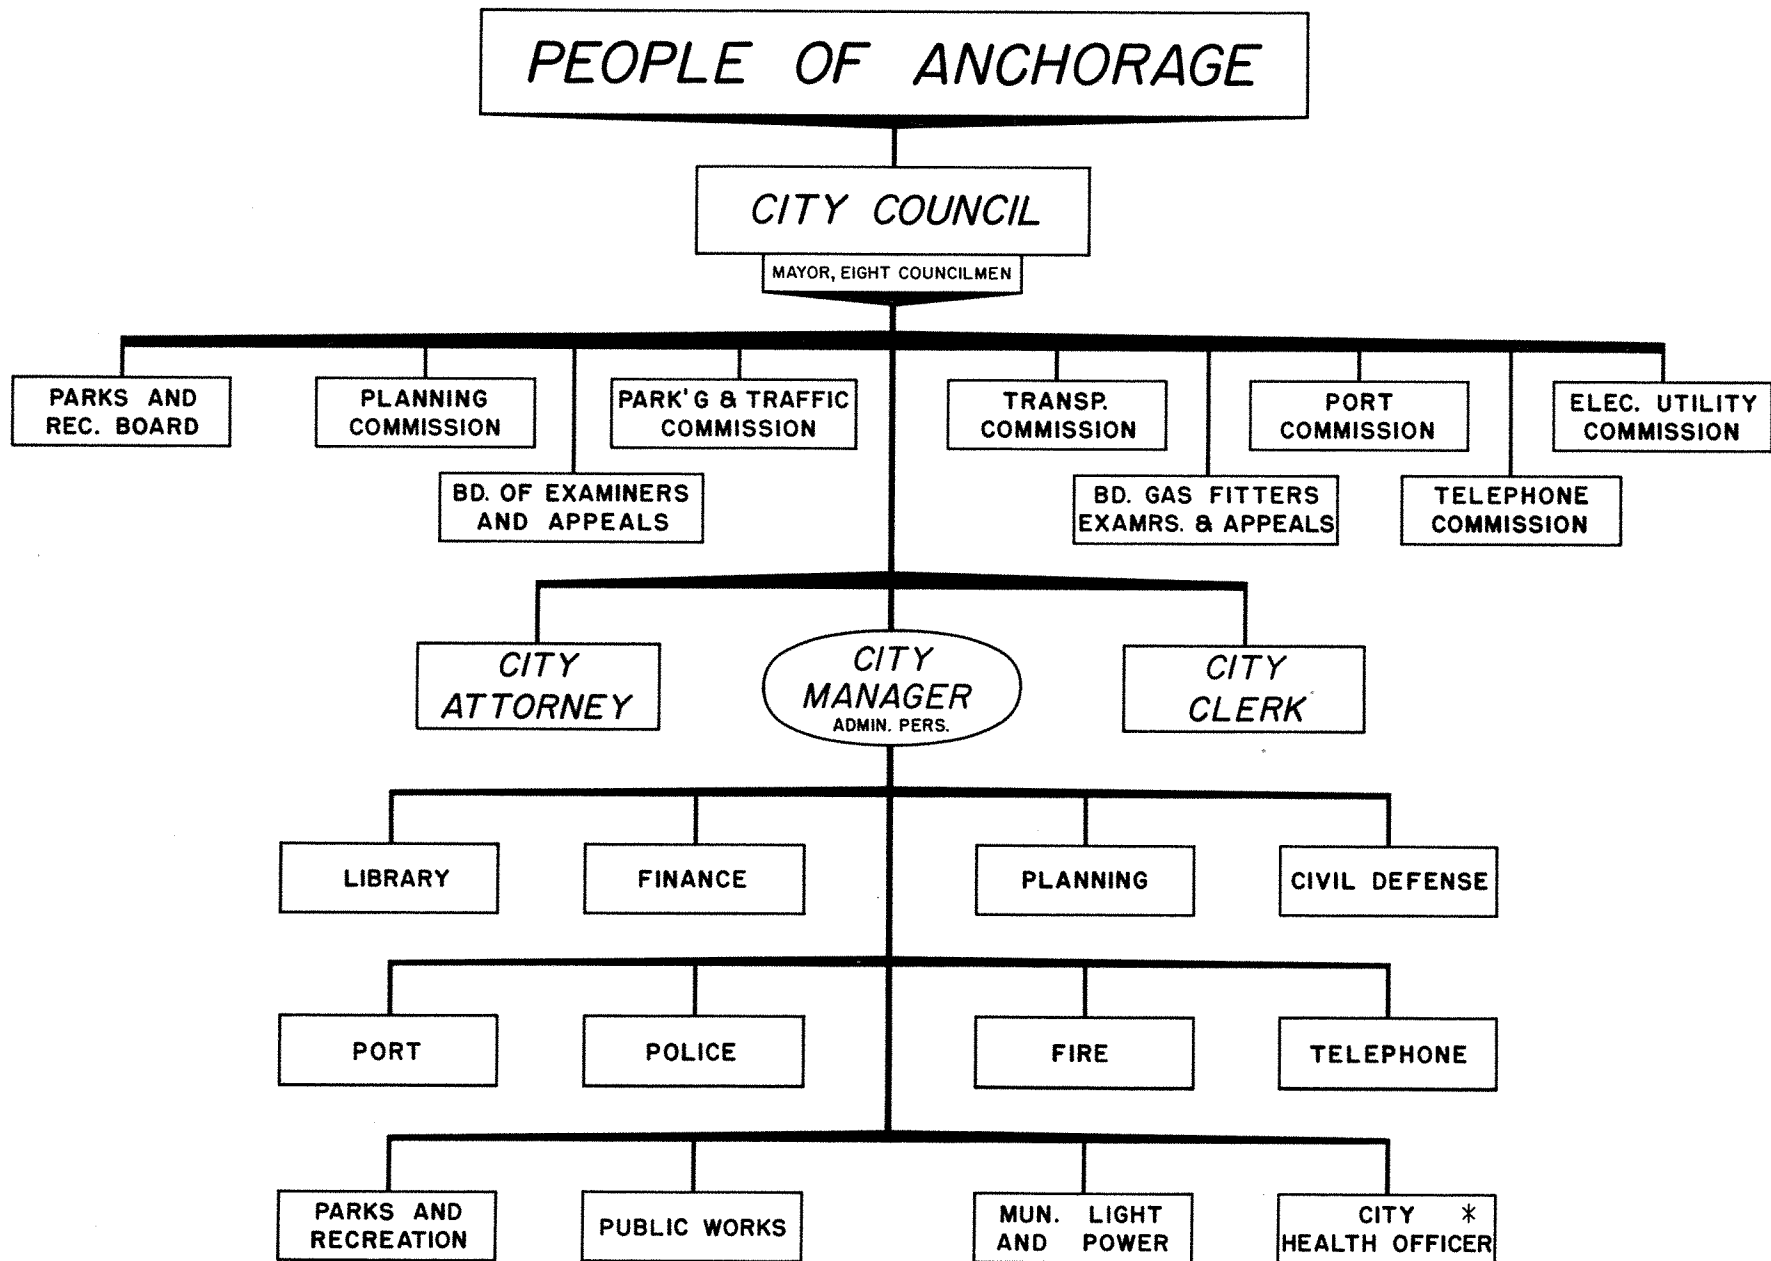 PEOPLE OF ANCHORAGE
CITY COUNCIL
MAYOR, EIGHT COUNCILMEN
PARKS AND
REC. BOARD
PLANNING
COMMISSION
PARK'G & TRAFFIC
COMMISSION
TRANSP.
COMMISSION
PORT
COMMISSION
ELEC. UTILITY
COMMISSION
BD. OF EXAMINERS
AND APPEALS
BD. GAS FITTERS
EXAMRS. & APPEALS
TELEPHONE
COMMISSION
CITY
ATTORNEY
CITY
MANAGER
ADMIN. PERS.
CITY
CLERK
LIBRARY
FINANCE
PLANNING
CIVIL DEFENSE
PORT
POLICE
FIRE
TELEPHONE
PARKS AND
RECREATION
PUBLIC WORKS
MUN. LIGHT
AND POWER
CITY *
HEALTH OFFICER